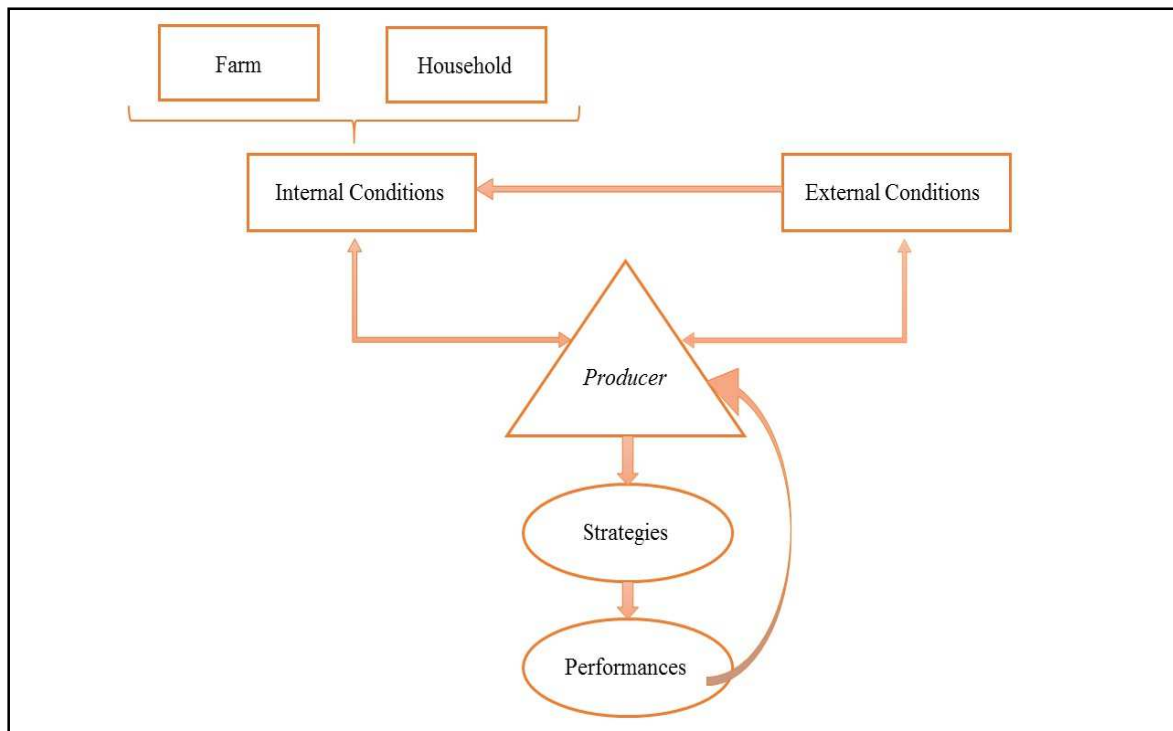 Farm
Household
Internal Conditions
External Conditions
Producer
Strategies
Performances